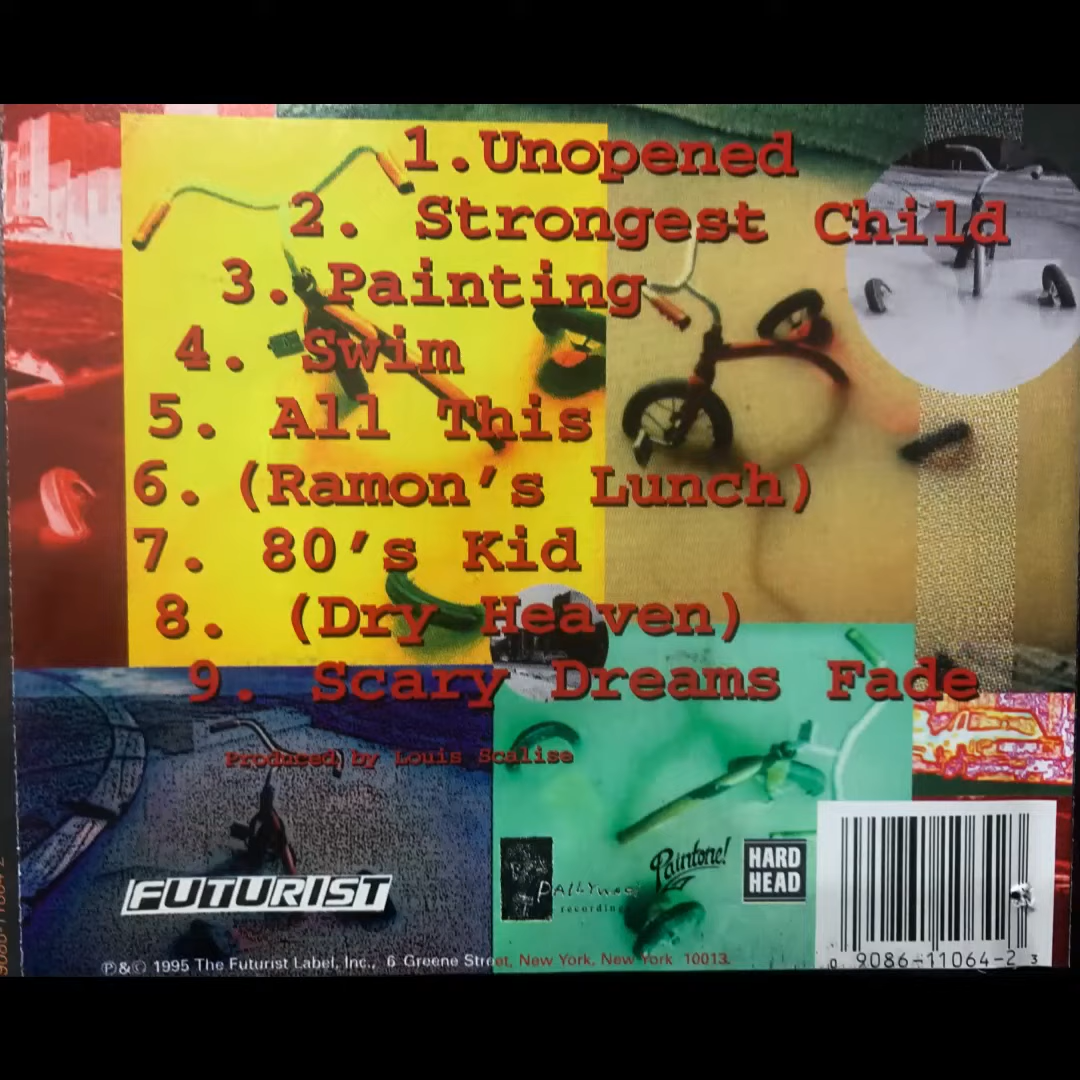 1. Unopened
2. Strongest Child
3. Painting
4. Swim
5. All This
6. (Ramon's Lunch)
7. 80's Kid
8. (Dry Heaven)
9. Scary Dreams Fade
Produced by Louis Scalise
FUTURIST
recordings
Paintone!
HARD
HEAD
℗&© 1995 The Futurist Label, Inc., 6 Greene Street, New York, New York 10013.
0 9086-11064-2 3